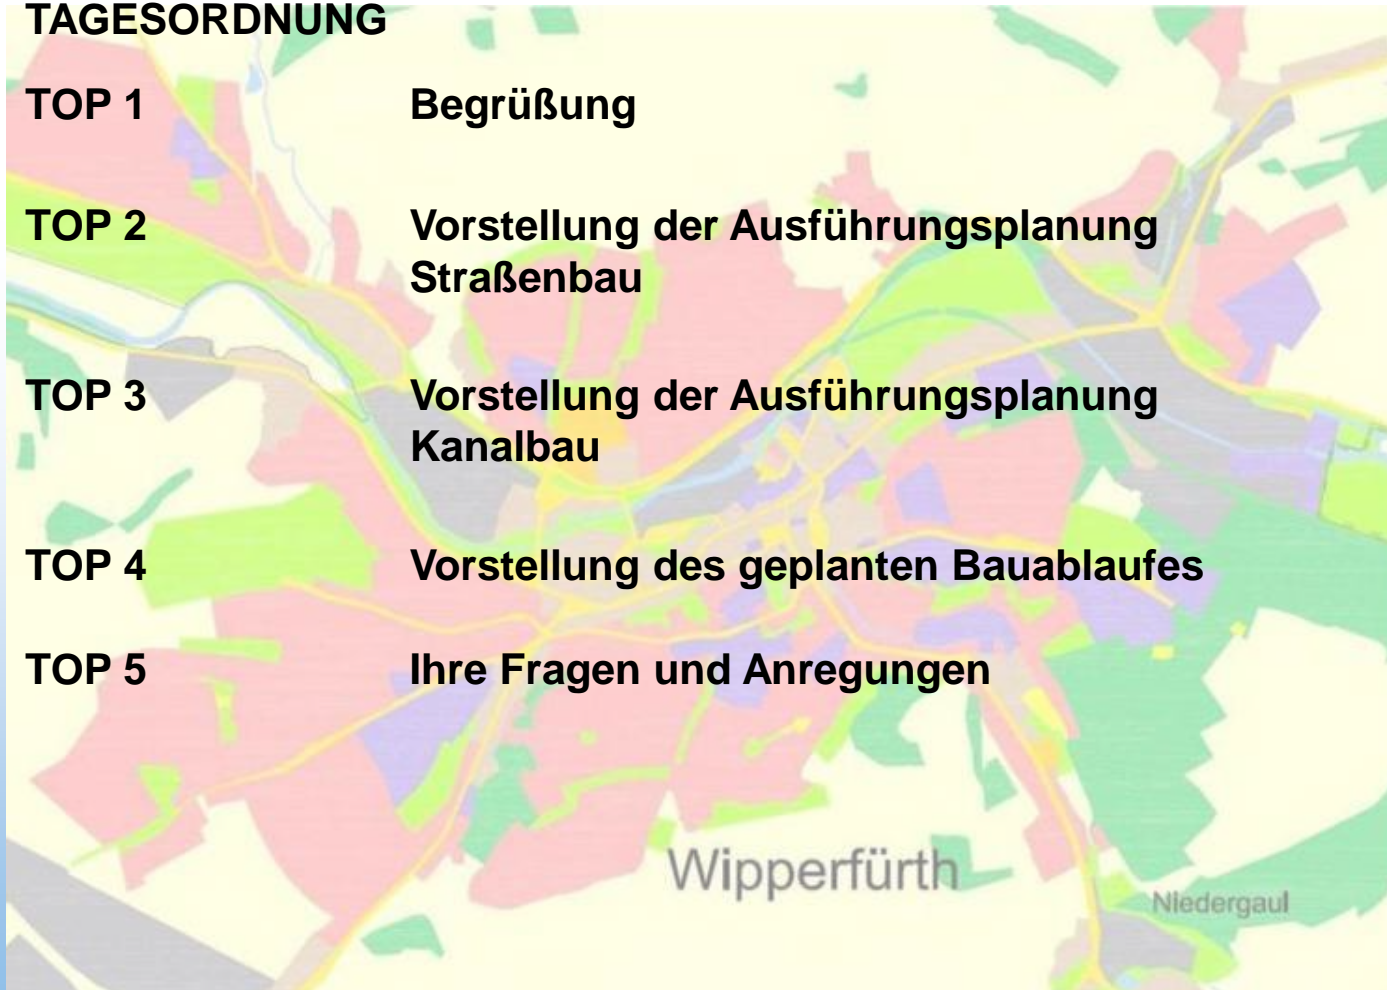 TAGESORDNUNG
TOP 1 Begrüßung
TOP 2 Vorstellung der Ausführungsplanung
Straßenbau
TOP 3 Vorstellung der Ausführungsplanung
Kanalbau
TOP 4 Vorstellung des geplanten Bauablaufes
TOP 5 Ihre Fragen und Anregungen
Wipperfürth
Niedergaul